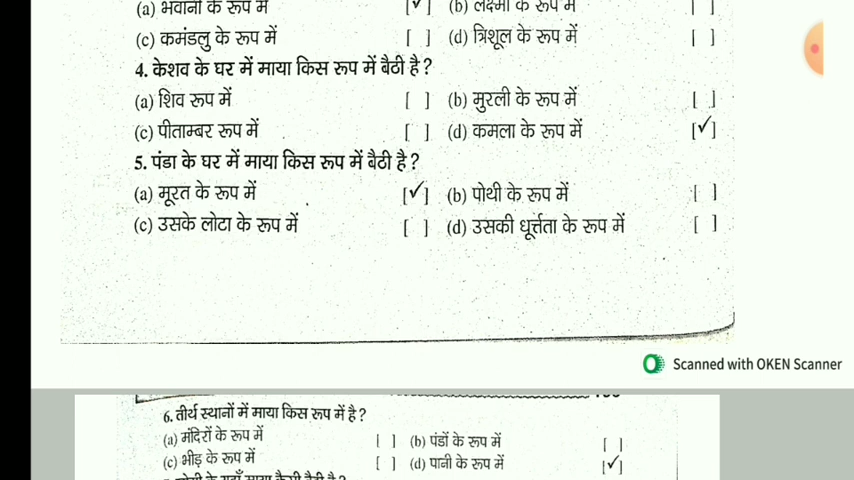 (a) भवानी के रूप में [✓] (b) लक्ष्मी के रूप में [ ]
(c) कमंडलु के रूप में [ ] (d) त्रिशूल के रूप में [ ]
4. केशव के घर में माया किस रूप में बैठी है?
(a) शिव रूप में [ ] (b) मुरली के रूप में [ ]
(c) पीताम्बर रूप में [ ] (d) कमला के रूप में [✓]
5. पंडा के घर में माया किस रूप में बैठी है?
(a) मूरत के रूप में [✓] (b) पोथी के रूप में [ ]
(c) उसके लोटा के रूप में [ ] (d) उसकी धूर्त्तता के रूप में [ ]
Scanned with OKEN Scanner
6. तीर्थ स्थानों में माया किस रूप में है?
(a) मंदिरों के रूप में [ ] (b) पंडों के रूप में [ ]
(c) भीड़ के रूप में [ ] (d) पानी के रूप में [✓]